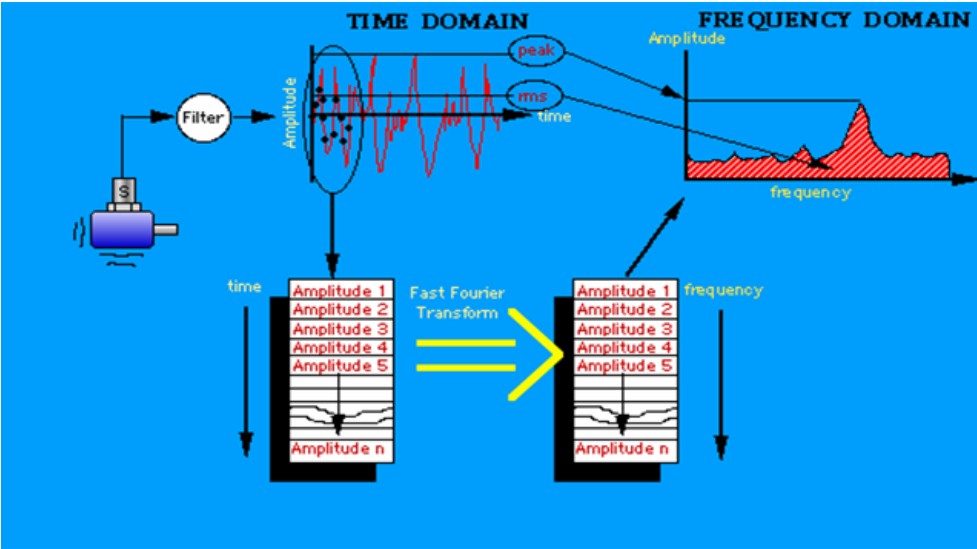 TIME DOMAIN
FREQUENCY DOMAIN
Amplitude
peak
Amplitude
rms
time
Filter
frequency
S
time
Amplitude 1
Amplitude 2
Amplitude 3
Amplitude 4
Amplitude 5
Amplitude n
Fast Fourier
Transform
Amplitude 1
Amplitude 2
Amplitude 3
Amplitude 4
Amplitude 5
Amplitude n
frequency